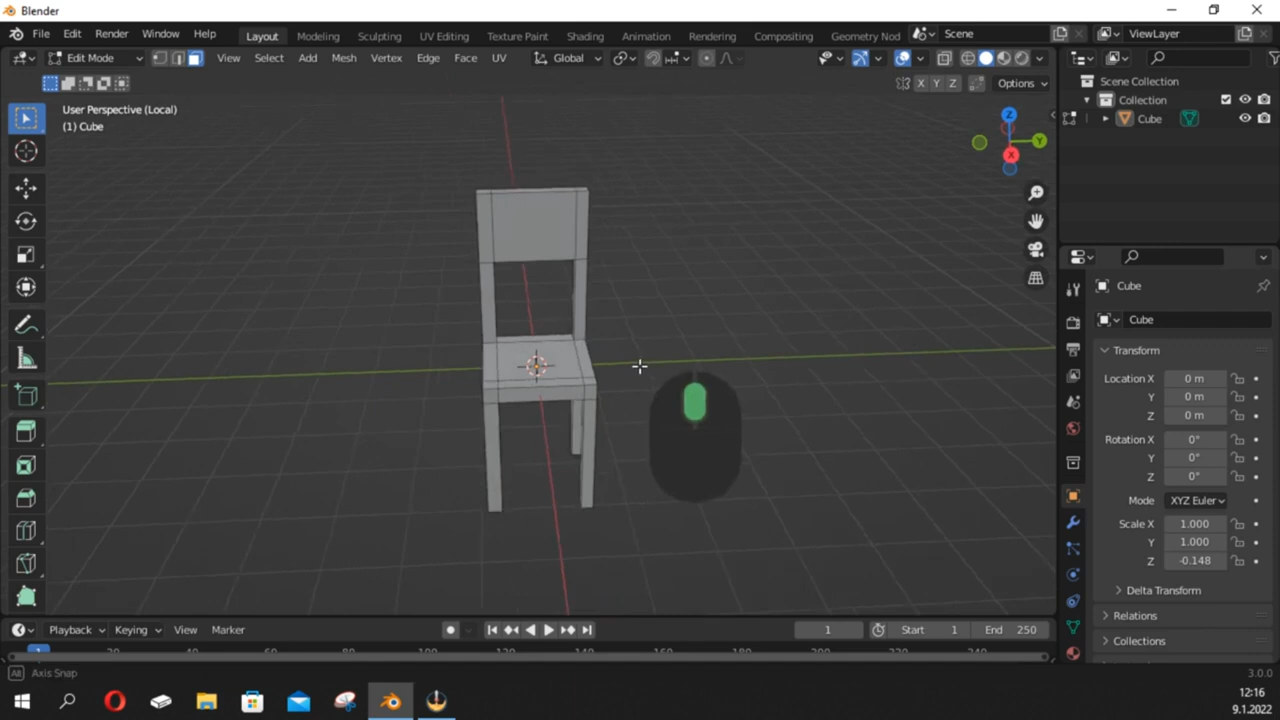 Blender
File Edit Render Window Help Layout Modeling Sculpting UV Editing Texture Paint Shading Animation Rendering Compositing Geometry Nod Scene ViewLayer
Edit Mode View Select Add Mesh Vertex Edge Face UV Global
X Y Z Options
User Perspective (Local)
(1) Cube
Z
Y
X
Scene Collection
Collection
Cube
Cube
Cube
Transform
Location X 0 m
Y 0 m
Z 0 m
Rotation X 0°
Y 0°
Z 0°
Mode XYZ Euler
Scale X 1.000
Y 1.000
Z -0.148
Delta Transform
Relations
Collections
Playback Keying View Marker 1 Start 1 End 250
Alt Axis Snap 3.0.0
12:16
9.1.2022